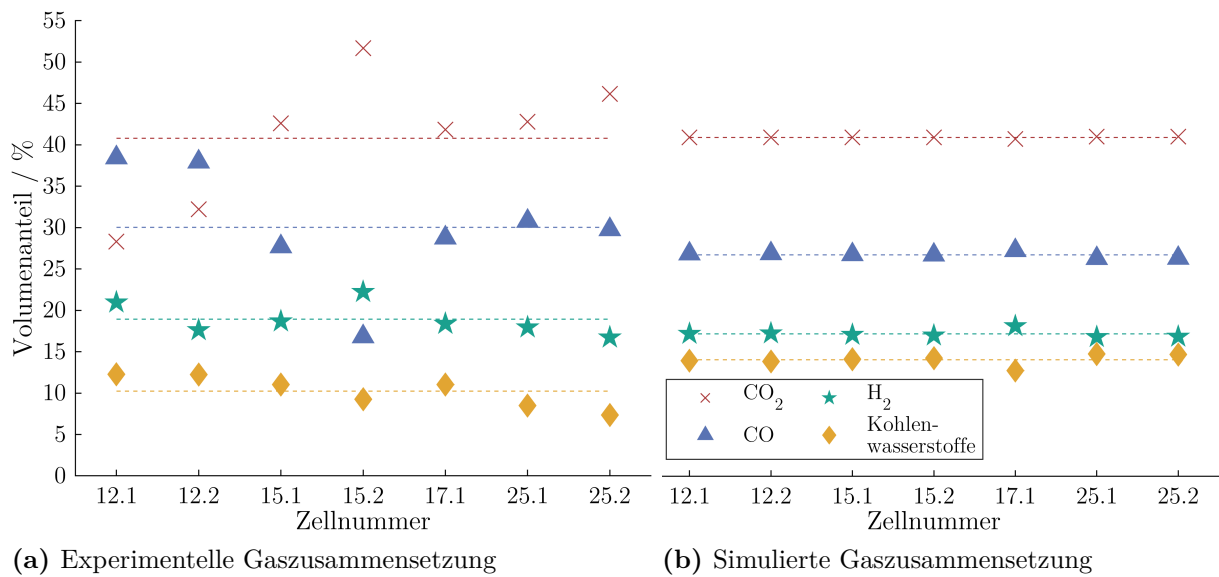 Volumenanteil / %
55
50
45
40
35
30
25
20
15
10
5
0
12.1 12.2 15.1 15.2 17.1 25.1 25.2
Zellnummer
(a) Experimentelle Gaszusammensetzung
CO₂ H₂
CO Kohlen-
wasserstoffe
12.1 12.2 15.1 15.2 17.1 25.1 25.2
Zellnummer
(b) Simulierte Gaszusammensetzung